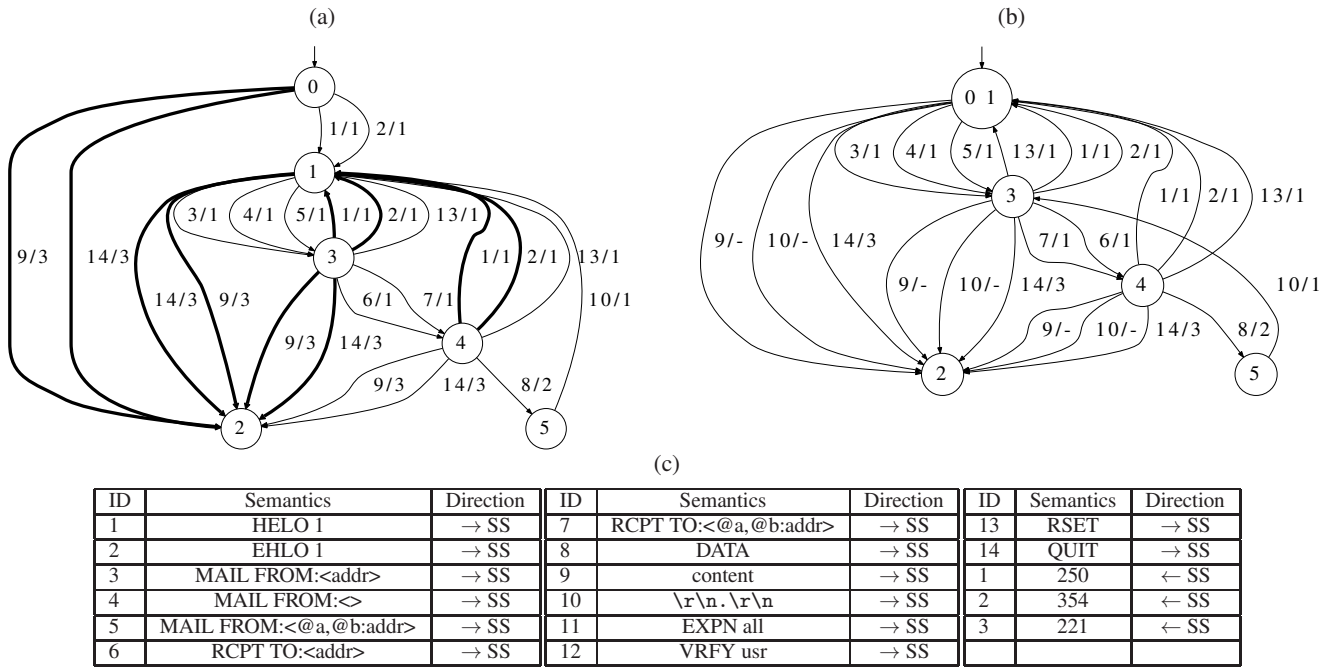 (a)
0
1/1 2/1
1
3/1 4/1 5/1 1/1 2/1 13/1
9/3 14/3
3
14/3 9/3 6/1 7/1 1/1 2/1 13/1
9/3 14/3
4
10/1
9/3 14/3 8/2
2
5
(b)
0 1
3/1 4/1 5/1 13/1 1/1 2/1
3
1/1 2/1 13/1
9/- 10/- 14/3
7/1 6/1
9/- 10/- 14/3
4
10/1
9/- 10/- 14/3 8/2
2
5
(c)
ID Semantics Direction ID Semantics Direction ID Semantics Direction
1 HELO 1 → SS 7 RCPT TO:<@a,@b:addr> → SS 13 RSET → SS
2 EHLO 1 → SS 8 DATA → SS 14 QUIT → SS
3 MAIL FROM:<addr> → SS 9 content → SS 1 250 ← SS
4 MAIL FROM:<> → SS 10 \r\n.\r\n → SS 2 354 ← SS
5 MAIL FROM:<@a,@b:addr> → SS 11 EXPN all → SS 3 221 ← SS
6 RCPT TO:<addr> → SS 12 VRFY usr → SS